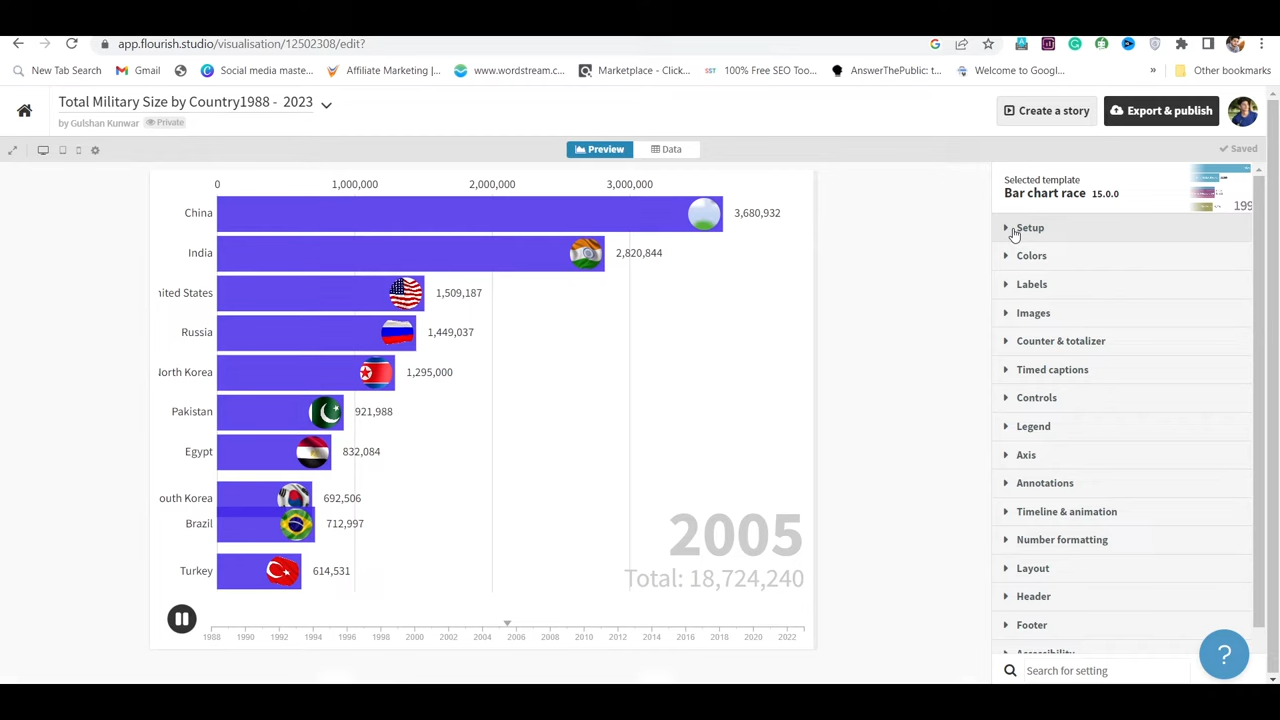 app.flourish.studio/visualisation/12502308/edit?
New Tab Search
Gmail
Social media maste...
Affiliate Marketing |...
www.wordstream.c...
Marketplace - Click...
SST 100% Free SEO Too...
AnswerThePublic: t...
Welcome to Googl...
»
Other bookmarks
Total Military Size by Country1988 - 2023
by Gulshan Kunwar Private
Create a story
Export & publish
Preview
Data
Saved
Selected template
Bar chart race 15.0.0
199
Setup
Colors
Labels
Images
Counter & totalizer
Timed captions
Controls
Legend
Axis
Annotations
Timeline & animation
Number formatting
Layout
Header
Footer
Accessibility
Search for setting
?
0 1,000,000 2,000,000 3,000,000
China 3,680,932
India 2,820,844
nited States 1,509,187
Russia 1,449,037
North Korea 1,295,000
Pakistan 921,988
Egypt 832,084
outh Korea 692,506
Brazil 712,997
Turkey 614,531
2005
Total: 18,724,240
1988 1990 1992 1994 1996 1998 2000 2002 2004 2006 2008 2010 2012 2014 2016 2018 2020 2022